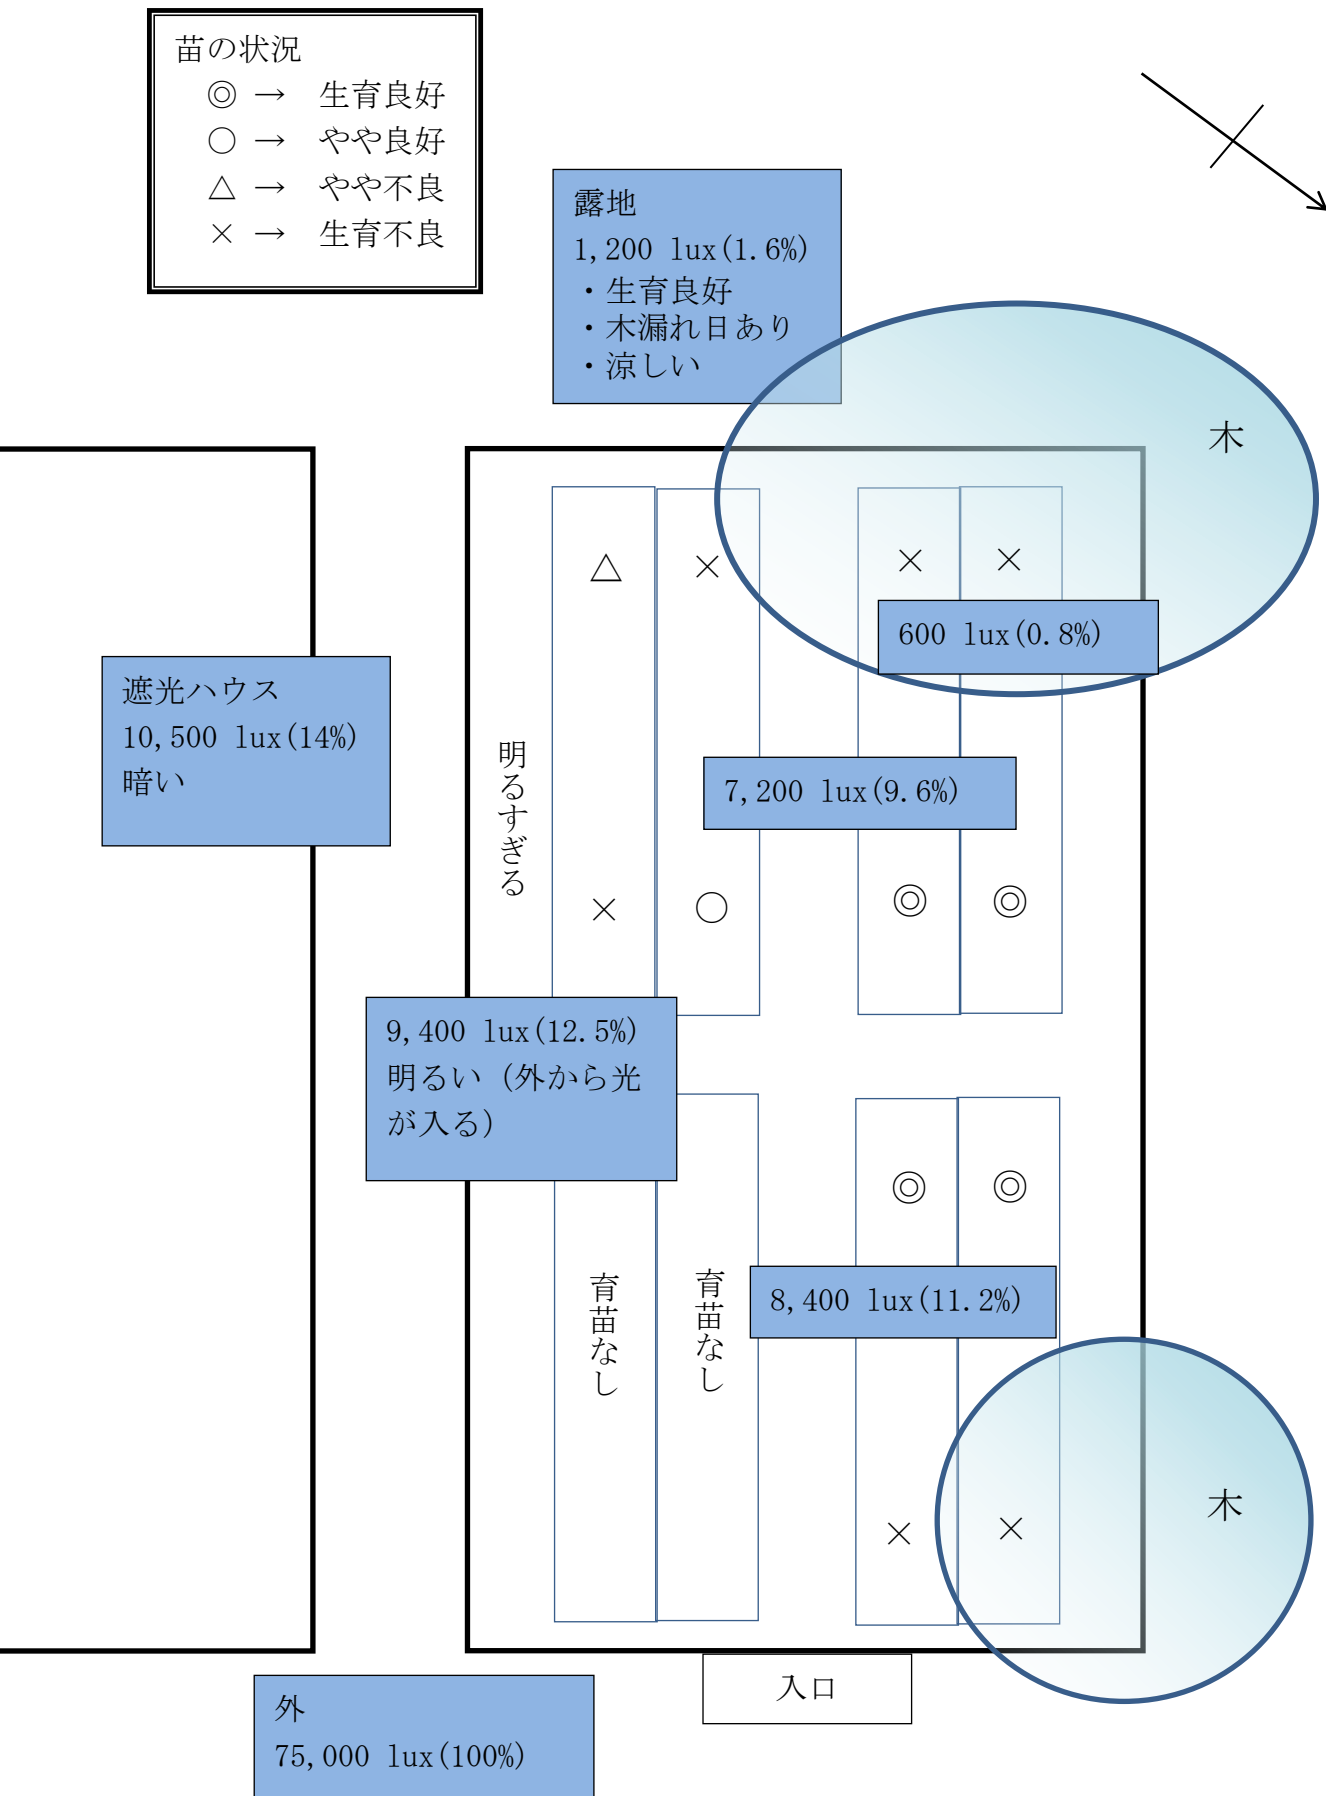 苗の状況
◎ → 生育良好
○ → やや良好
△ → やや不良
× → 生育不良
露地
1,200 lux(1.6%)
・生育良好
・木漏れ日あり
・涼しい
木
△
×
×
×
600 lux(0.8%)
遮光ハウス
10,500 lux(14%)
暗い
明るすぎる
7,200 lux(9.6%)
×
○
◎
◎
9,400 lux(12.5%)
明るい（外から光
が入る）
◎
◎
育苗なし
育苗なし
8,400 lux(11.2%)
木
×
×
入口
外
75,000 lux(100%)